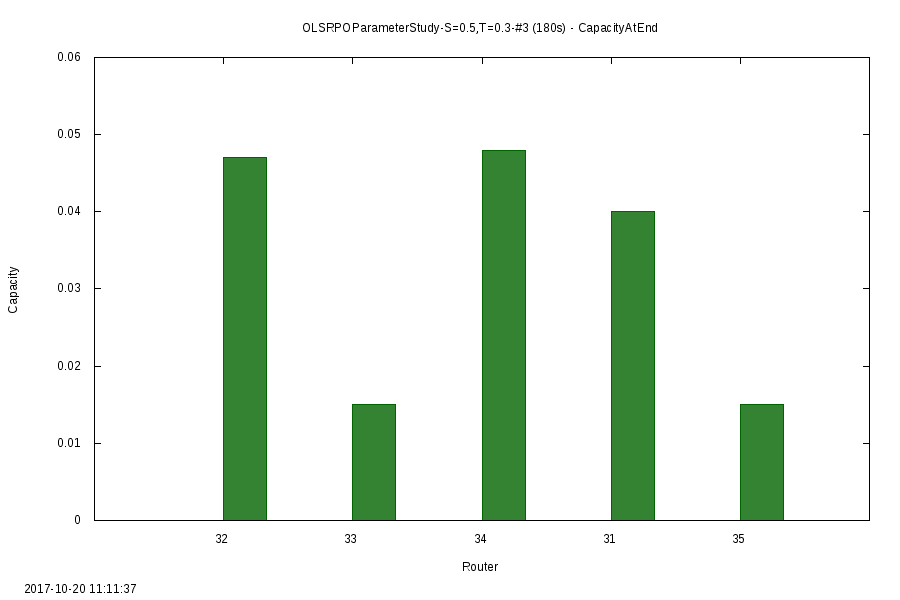 OLSRPOParameterStudy-S=0.5,T=0.3-#3 (180s) - CapacityAtEnd
0.06
0.05
0.04
0.03
0.02
0.01
0
Capacity
32 33 34 31 35
Router
2017-10-20 11:11:37